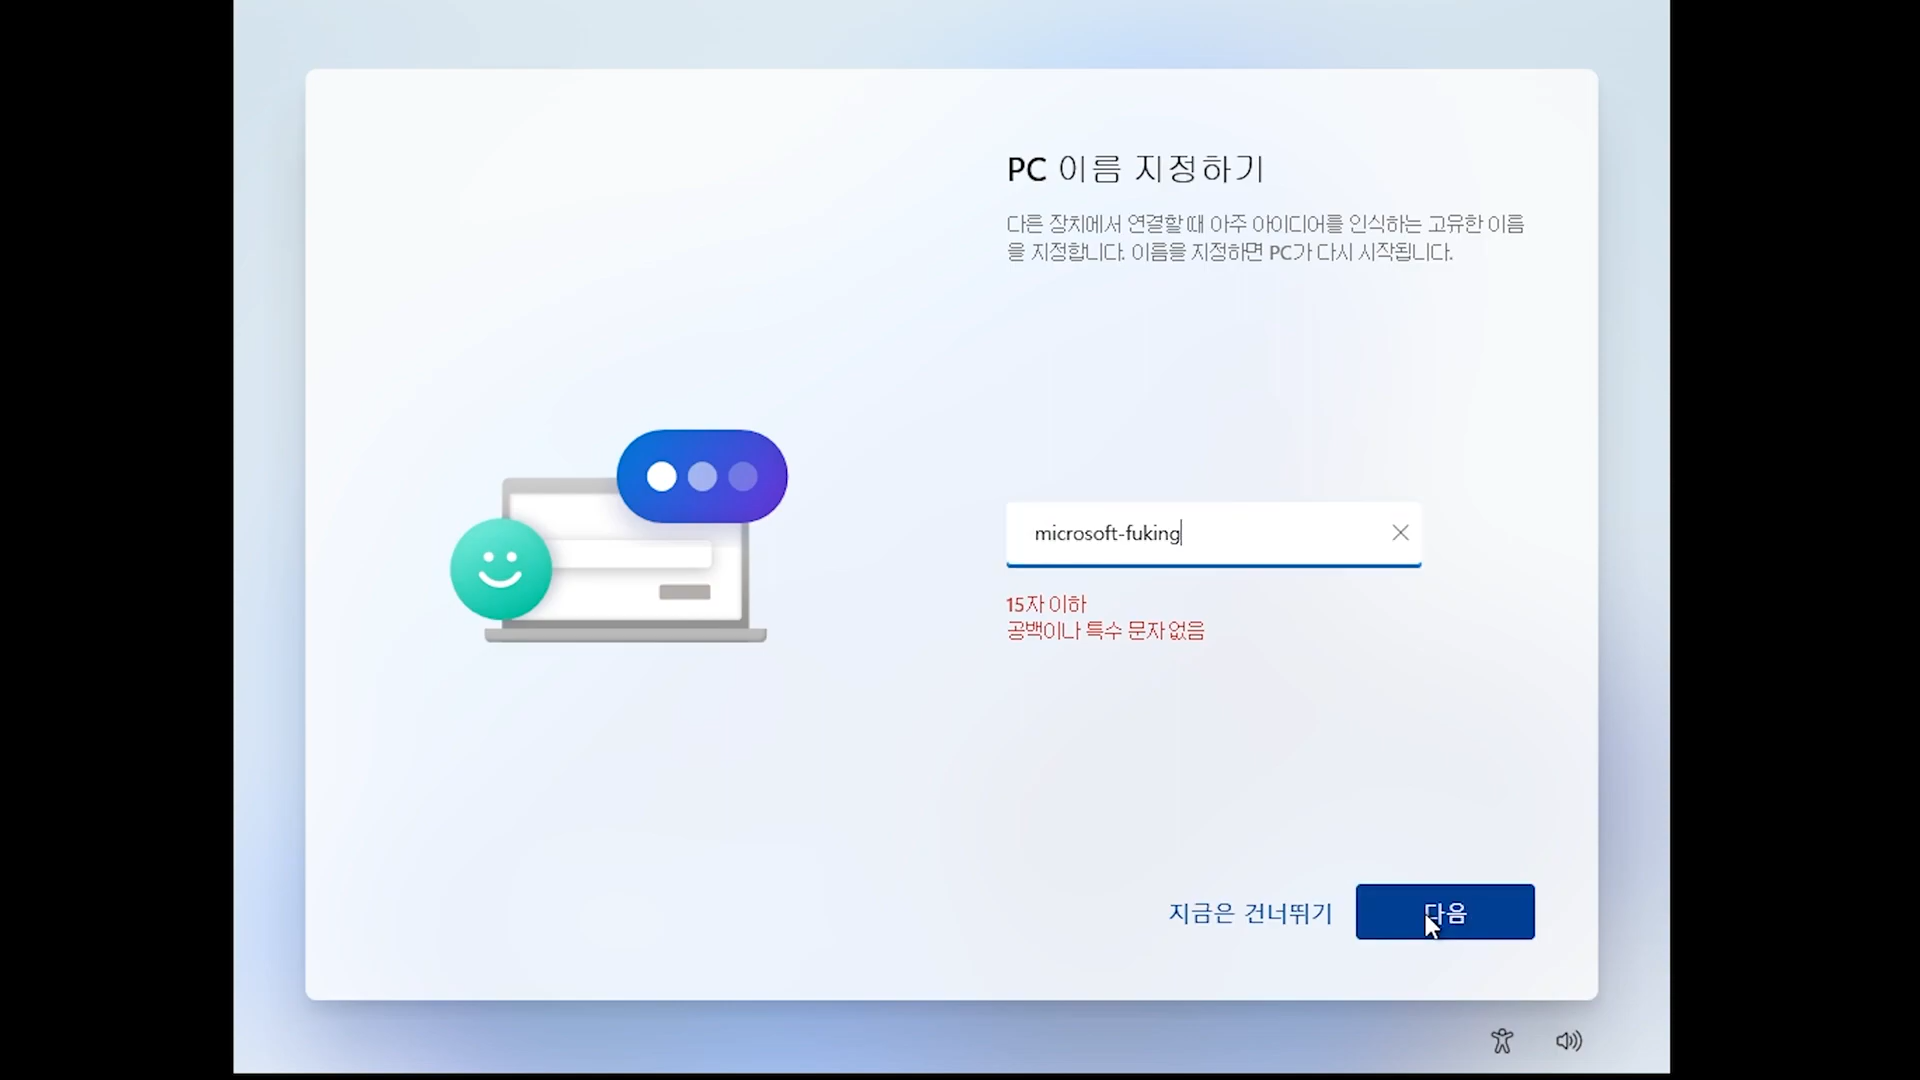 PC 이름 지정하기
다른 장치에서 연결할 때 아주 아이디어를 인식하는 고유한 이름
을 지정합니다. 이름을 지정하면 PC가 다시 시작됩니다.
microsoft-fuking
15자 이하
공백이나 특수 문자 없음
지금은 건너뛰기
다음